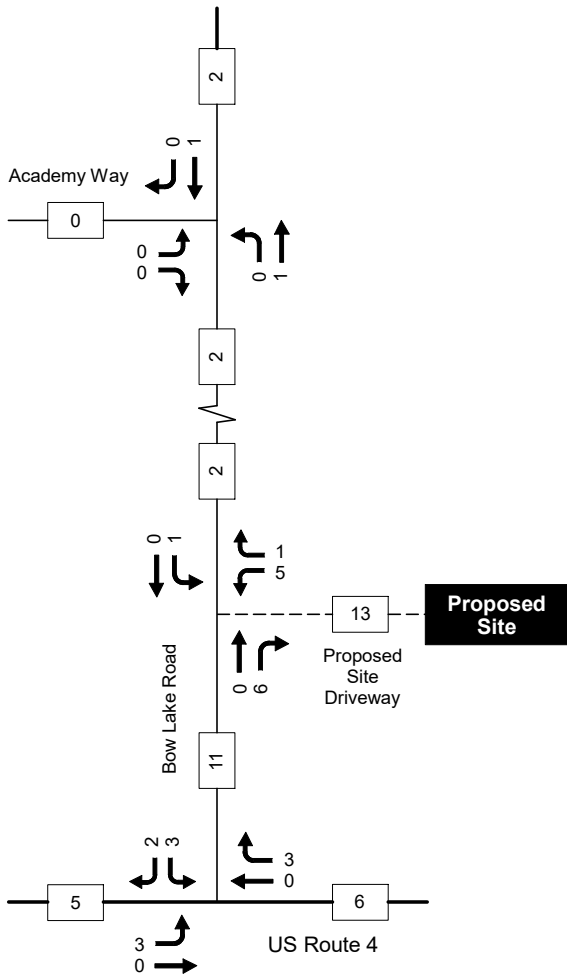 2
0 1
Academy Way
0
0
0
0 1
2
2
0 1
1
5
13
Proposed
Site
Proposed
Site
Driveway
0 6
Bow Lake Road
11
2 3
3
0
5
6
3
0
US Route 4